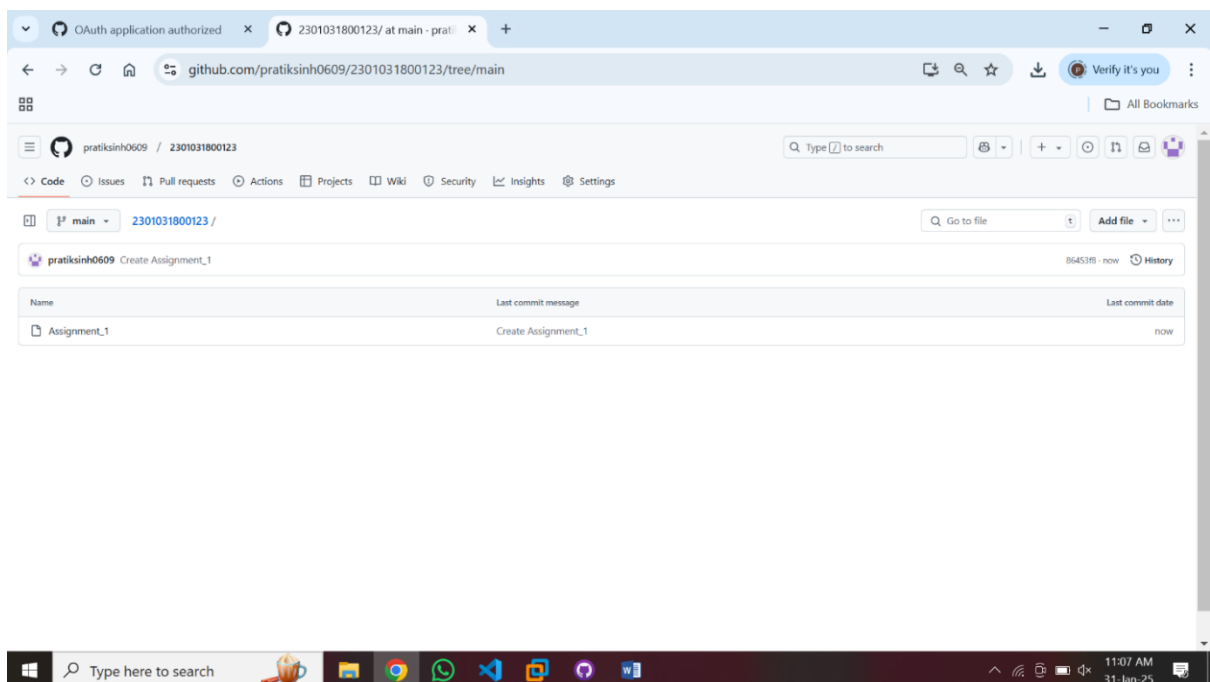 OAuth application authorized
2301031800123/ at main · prati
github.com/pratiksinh0609/2301031800123/tree/main
Verify it's you
All Bookmarks
pratiksinh0609 / 2301031800123
Type / to search
<> Code Issues Pull requests Actions Projects Wiki Security Insights Settings
main 2301031800123 /
Go to file t
Add file
pratiksinh0609 Create Assignment_1
86453f8 · now History
Name Last commit message Last commit date
Assignment_1 Create Assignment_1 now
Type here to search
11:07 AM
31-Jan-25